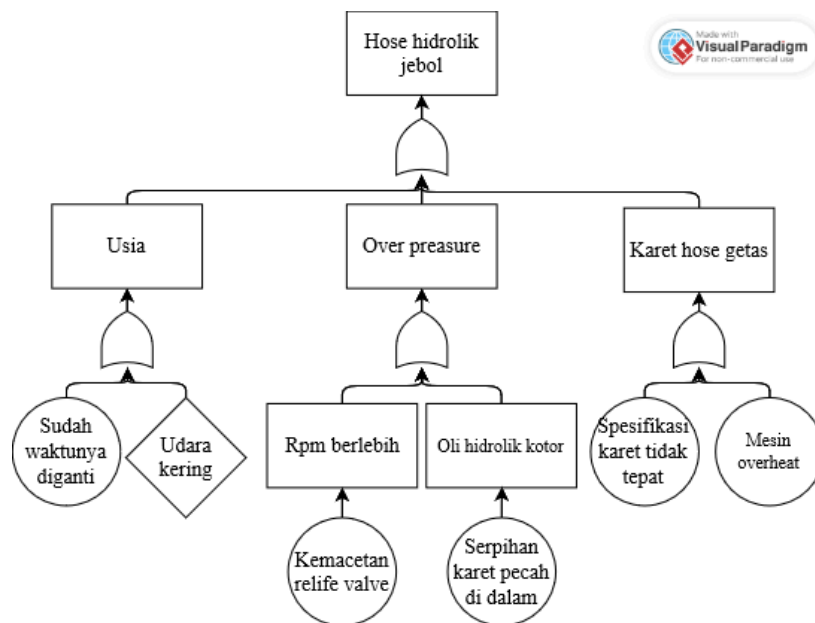 Hose hidrolik
jebol
Made with
VisualParadigm
For non-commercial use
Usia
Over preasure
Karet hose getas
Sudah
waktunya
diganti
Udara
kering
Rpm berlebih
Oli hidrolik kotor
Spesifikasi
karet tidak
tepat
Mesin
overheat
Kemacetan
relife valve
Serpihan
karet pecah
di dalam